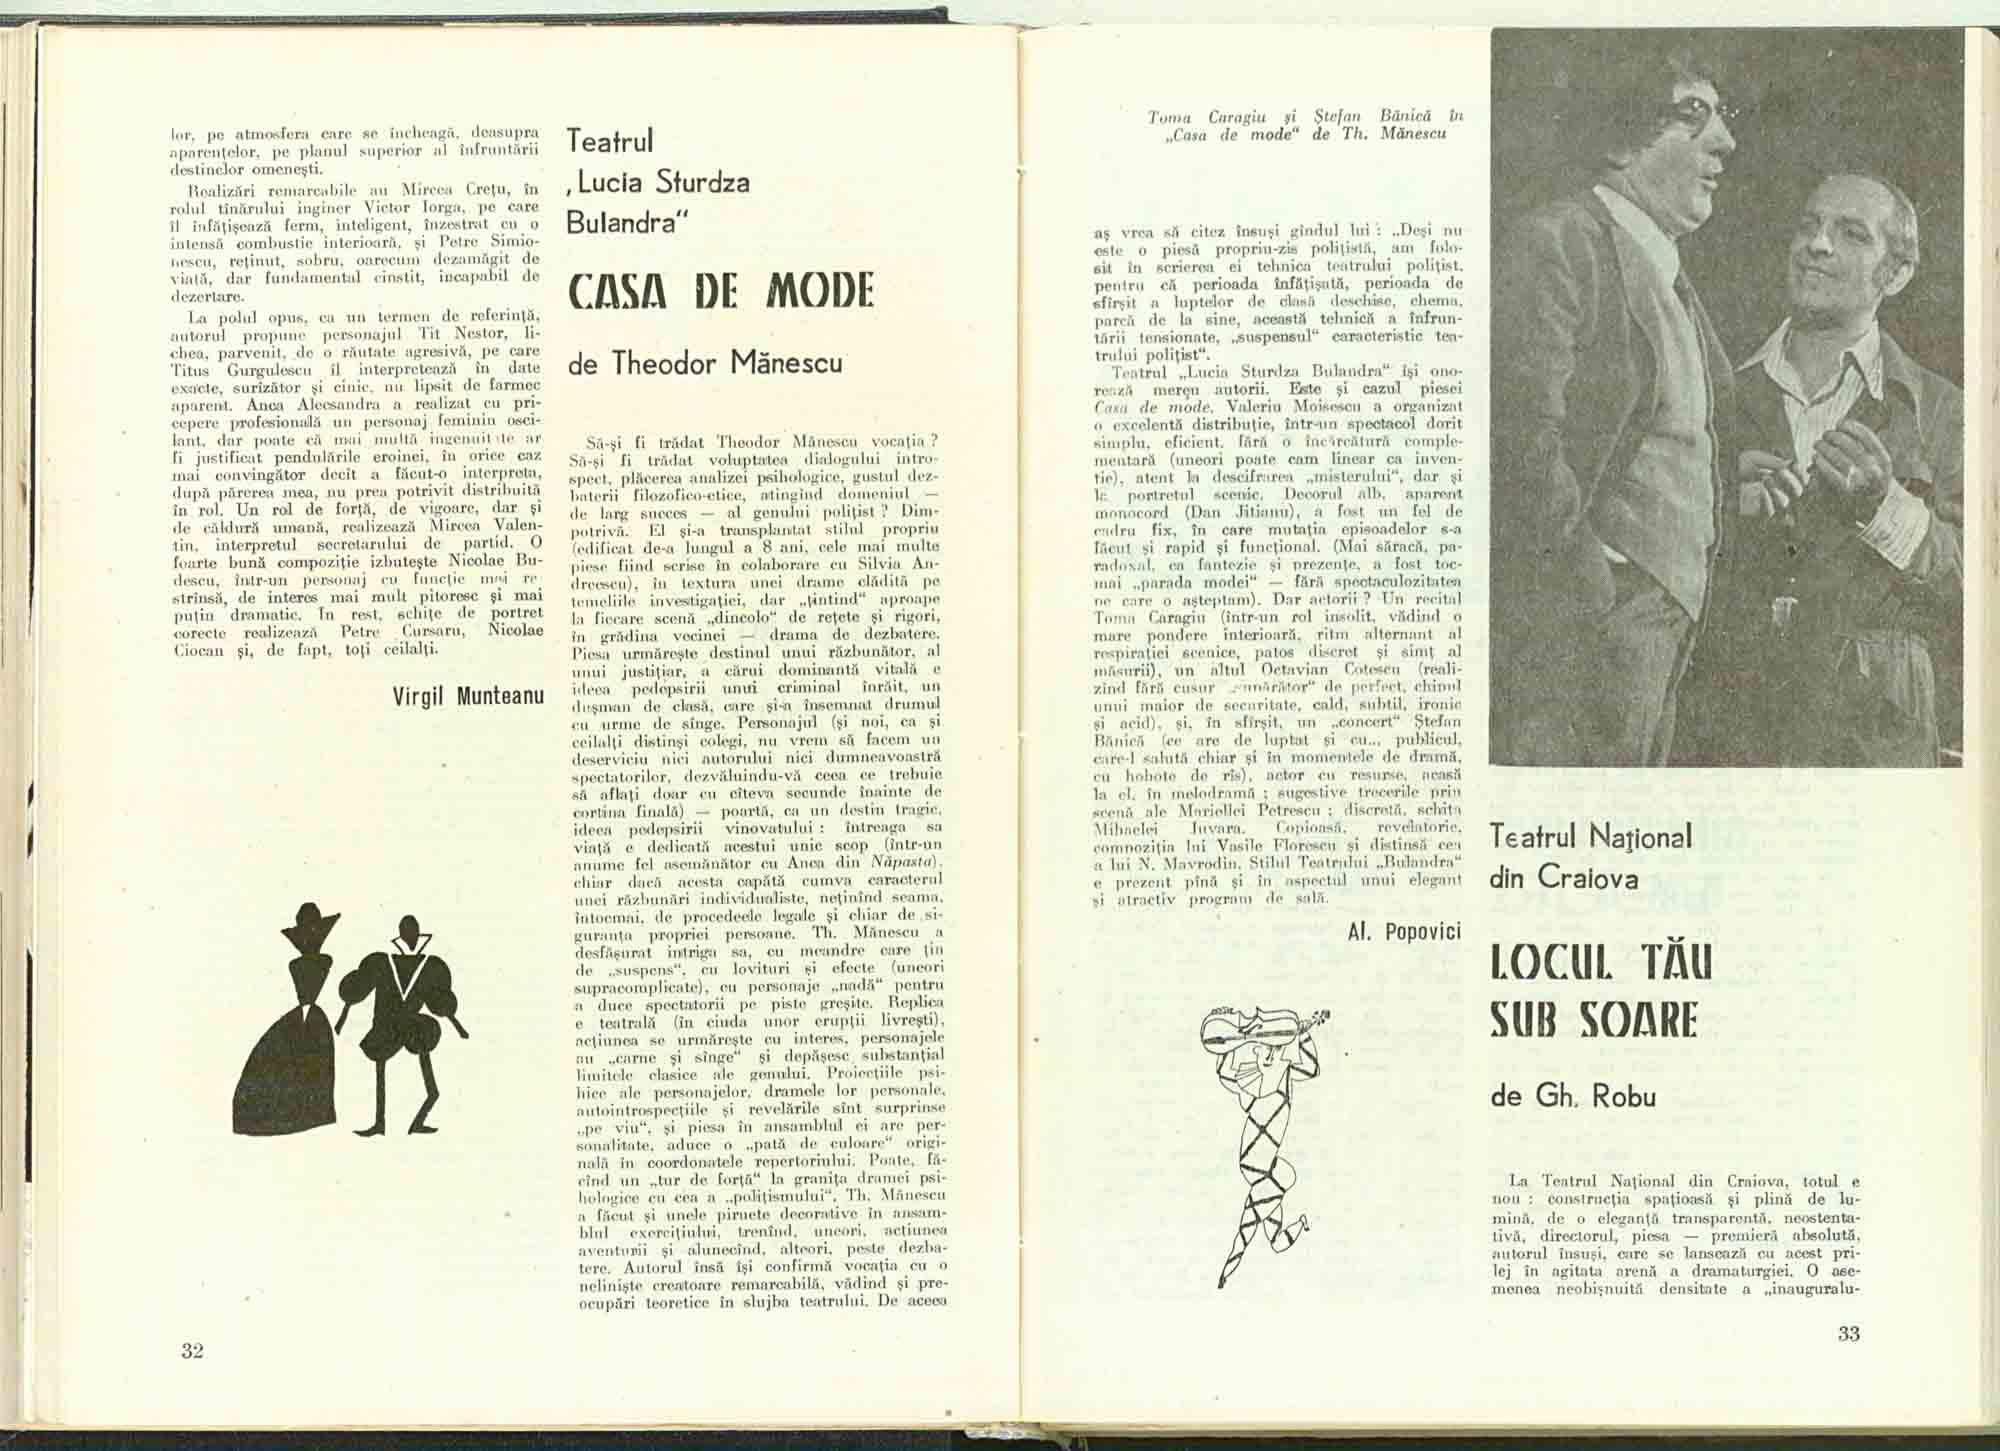 lor, pe atmosfera care se încheagă, deasupra
aparențelor, pe planul superior al înfruntării
destinelor omenești.
Realizări remarcabile au Mircea Crețu, în
rolul tînărului inginer Victor Iorga, pe care
îl înfățișează ferm, inteligent, înzestrat cu o
intensă combustie interioară, și Petre Simio-
nescu, reținut, sobru, oarecum dezamăgit de
viață, dar fundamental cinstit, incapabil de
dezertare.
La polul opus, ca un termen de referință,
autorul propune personajul Tit Nestor, li-
chea, parvenit, de o răutate agresivă, pe care
Titus Gurgulescu îl interpretează în date
exacte, surîzător și cinic, nu lipsit de farmec
aparent. Anca Alecsandra a realizat cu pri-
cepere profesională un personaj feminin osci-
lant, dar poate că mai multă ingenuitate ar
fi justificat pendulările eroinei, în orice caz
mai convingător decît a făcut-o interpreta,
după părerea mea, nu prea potrivit distribuită
în rol. Un rol de forță, de vigoare, dar și
de căldură umană, realizează Mircea Valen-
tin, interpretul secretarului de partid. O
foarte bună compoziție izbutește Nicolae Bu-
descu, într-un personaj cu funcție mai re-
strînsă, de interes mai mult pitoresc și mai
puțin dramatic. În rest, schițe de portret
corecte realizează Petre Cursaru, Nicolae
Ciocan și, de fapt, toți ceilalți.
Virgil Munteanu
32
Teatrul
„Lucia Sturdza
Bulandra“
CASA DE MODE
de Theodor Mănescu
Să-și fi trădat Theodor Mănescu vocația ?
Să-și fi trădat voluptatea dialogului intro-
spect, plăcerea analizei psihologice, gustul dez-
baterii filozofico-etice, atingînd domeniul —
de larg succes — al genului polițist ? Dim-
potrivă. El și-a transplantat stilul propriu
(edificat de-a lungul a 8 ani, cele mai multe
piese fiind scrise în colaborare cu Silvia An-
dreescu), în textura unei drame clădită pe
temeliile investigației, dar „țintind“ aproape
la fiecare scenă „dincolo“ de rețete și rigori,
în grădina vecinei — drama de dezbatere.
Piesa urmărește destinul unui răzbunător, al
unui justițiar, a cărui dominantă vitală e
ideea pedepsirii unui criminal înrăit, un
dușman de clasă, care și-a însemnat drumul
cu urme de sînge. Personajul (și noi, ca și
ceilalți distinși colegi, nu vrem să facem un
deserviciu nici autorului nici dumneavoastră
spectatorilor, dezvăluindu-vă ceea ce trebuie
să aflați doar cu cîteva secunde înainte de
cortina finală) — poartă, ca un destin tragic,
ideea pedepsirii vinovatului : întreaga sa
viață e dedicată acestui unic scop (într-un
anume fel asemănător cu Anca din Năpasta),
chiar dacă acesta capătă cumva caracterul
unei răzbunări individualiste, neținînd seama,
întocmai, de procedeele legale și chiar de si-
guranța propriei persoane. Th. Mănescu a
desfășurat intriga sa, cu meandre care țin
de „suspens“, cu lovituri și efecte (uneori
supracomplicate), cu personaje „nadă“ pentru
a duce spectatorii pe piste greșite. Replica
e teatrală (în ciuda unor erupții livrești),
acțiunea se urmărește cu interes, personajele
au „carne și sînge“ și depășesc substanțial
limitele clasice ale genului. Proiecțiile psi-
hice ale personajelor, dramele lor personale,
autointrospecțiile și revelările sînt surprinse
„pe viu“, și piesa în ansamblul ei are per-
sonalitate, aduce o „pată de culoare“ origi-
nală în coordonatele repertoriului. Poate, fă-
cînd un „tur de forță“ la granița dramei psi-
hologice cu cea a „polițismului“, Th. Mănescu
a făcut și unele piruete decorative în ansam-
blul exercițiului, trenînd, uneori, acțiunea
aventurii și alunecînd, alteori, peste dezba-
tere. Autorul însă își confirmă vocația cu o
neliniște creatoare remarcabilă, vădind și pre-
ocupări teoretice în slujba teatrului. De aceea
Toma Caragiu și Ștefan Bănică în
„Casa de mode“ de Th. Mănescu
aș vrea să citez însuși gîndul lui : „Deși nu
este o piesă propriu-zis polițistă, am folo-
sit în scrierea ei tehnica teatrului polițist,
pentru că perioada înfățișată, perioada de
sfîrșit a luptelor de clasă deschise, chema,
parcă de la sine, această tehnică a înfrun-
tării tensionate, „suspensul“ caracteristic tea-
trului polițist“.
Teatrul „Lucia Sturdza Bulandra“ își ono-
rează mereu autorii. Este și cazul piesei
Casa de mode. Valeriu Moisescu a organizat
o excelentă distribuție, într-un spectacol dorit
simplu, eficient, fără o încărcătură comple-
mentară (uneori poate cam linear ca inven-
ție), atent la descifrarea „misterului“, dar și
la portretul scenic. Decorul alb, aparent
monocord (Dan Jitianu), a fost un fel de
cadru fix, în care mutația episoadelor s-a
făcut și rapid și funcțional. (Mai săracă, pa-
radoxal, ca fantezie și prezențe, a fost toc-
mai „parada modei“ — fără spectaculozitatea
pe care o așteptam). Dar actorii ? Un recital
Toma Caragiu (într-un rol insolit, vădind o
mare pondere interioară, ritm alternant al
respirației scenice, patos discret și simț al
măsurii), un altul Octavian Cotescu (reali-
zînd fără cusur de perfect, chipul
unui maior de securitate, cald, subtil, ironic
și acid), și, în sfîrșit, un „concert“ Ștefan
Bănică (ce are de luptat și cu... publicul,
care-l salută chiar și în momentele de dramă,
cu hohote de rîs), actor cu resurse, acasă
la el, în melodramă ; sugestive trecerile prin
scenă ale Mariellei Petrescu ; discretă, schița
Mihaelei Juvara. Copioasă, revelatorie,
compoziția lui Vasile Florescu și distinsă cea
a lui N. Mavrodin. Stilul Teatrului „Bulandra“
e prezent pînă și în aspectul unui elegant
și atractiv program de sală.
Al. Popovici
Teatrul Național
din Craiova
LOCUL TĂU
SUB SOARE
de Gh. Robu
La Teatrul Național din Craiova, totul e
nou : construcția spațioasă și plină de lu-
mină, de o eleganță transparentă, neostenta-
tivă, directorul, piesa — premieră absolută,
autorul însuși, care se lansează cu acest pri-
lej în agitata arenă a dramaturgiei. O ase-
menea neobișnuită densitate a „inauguralu-
33